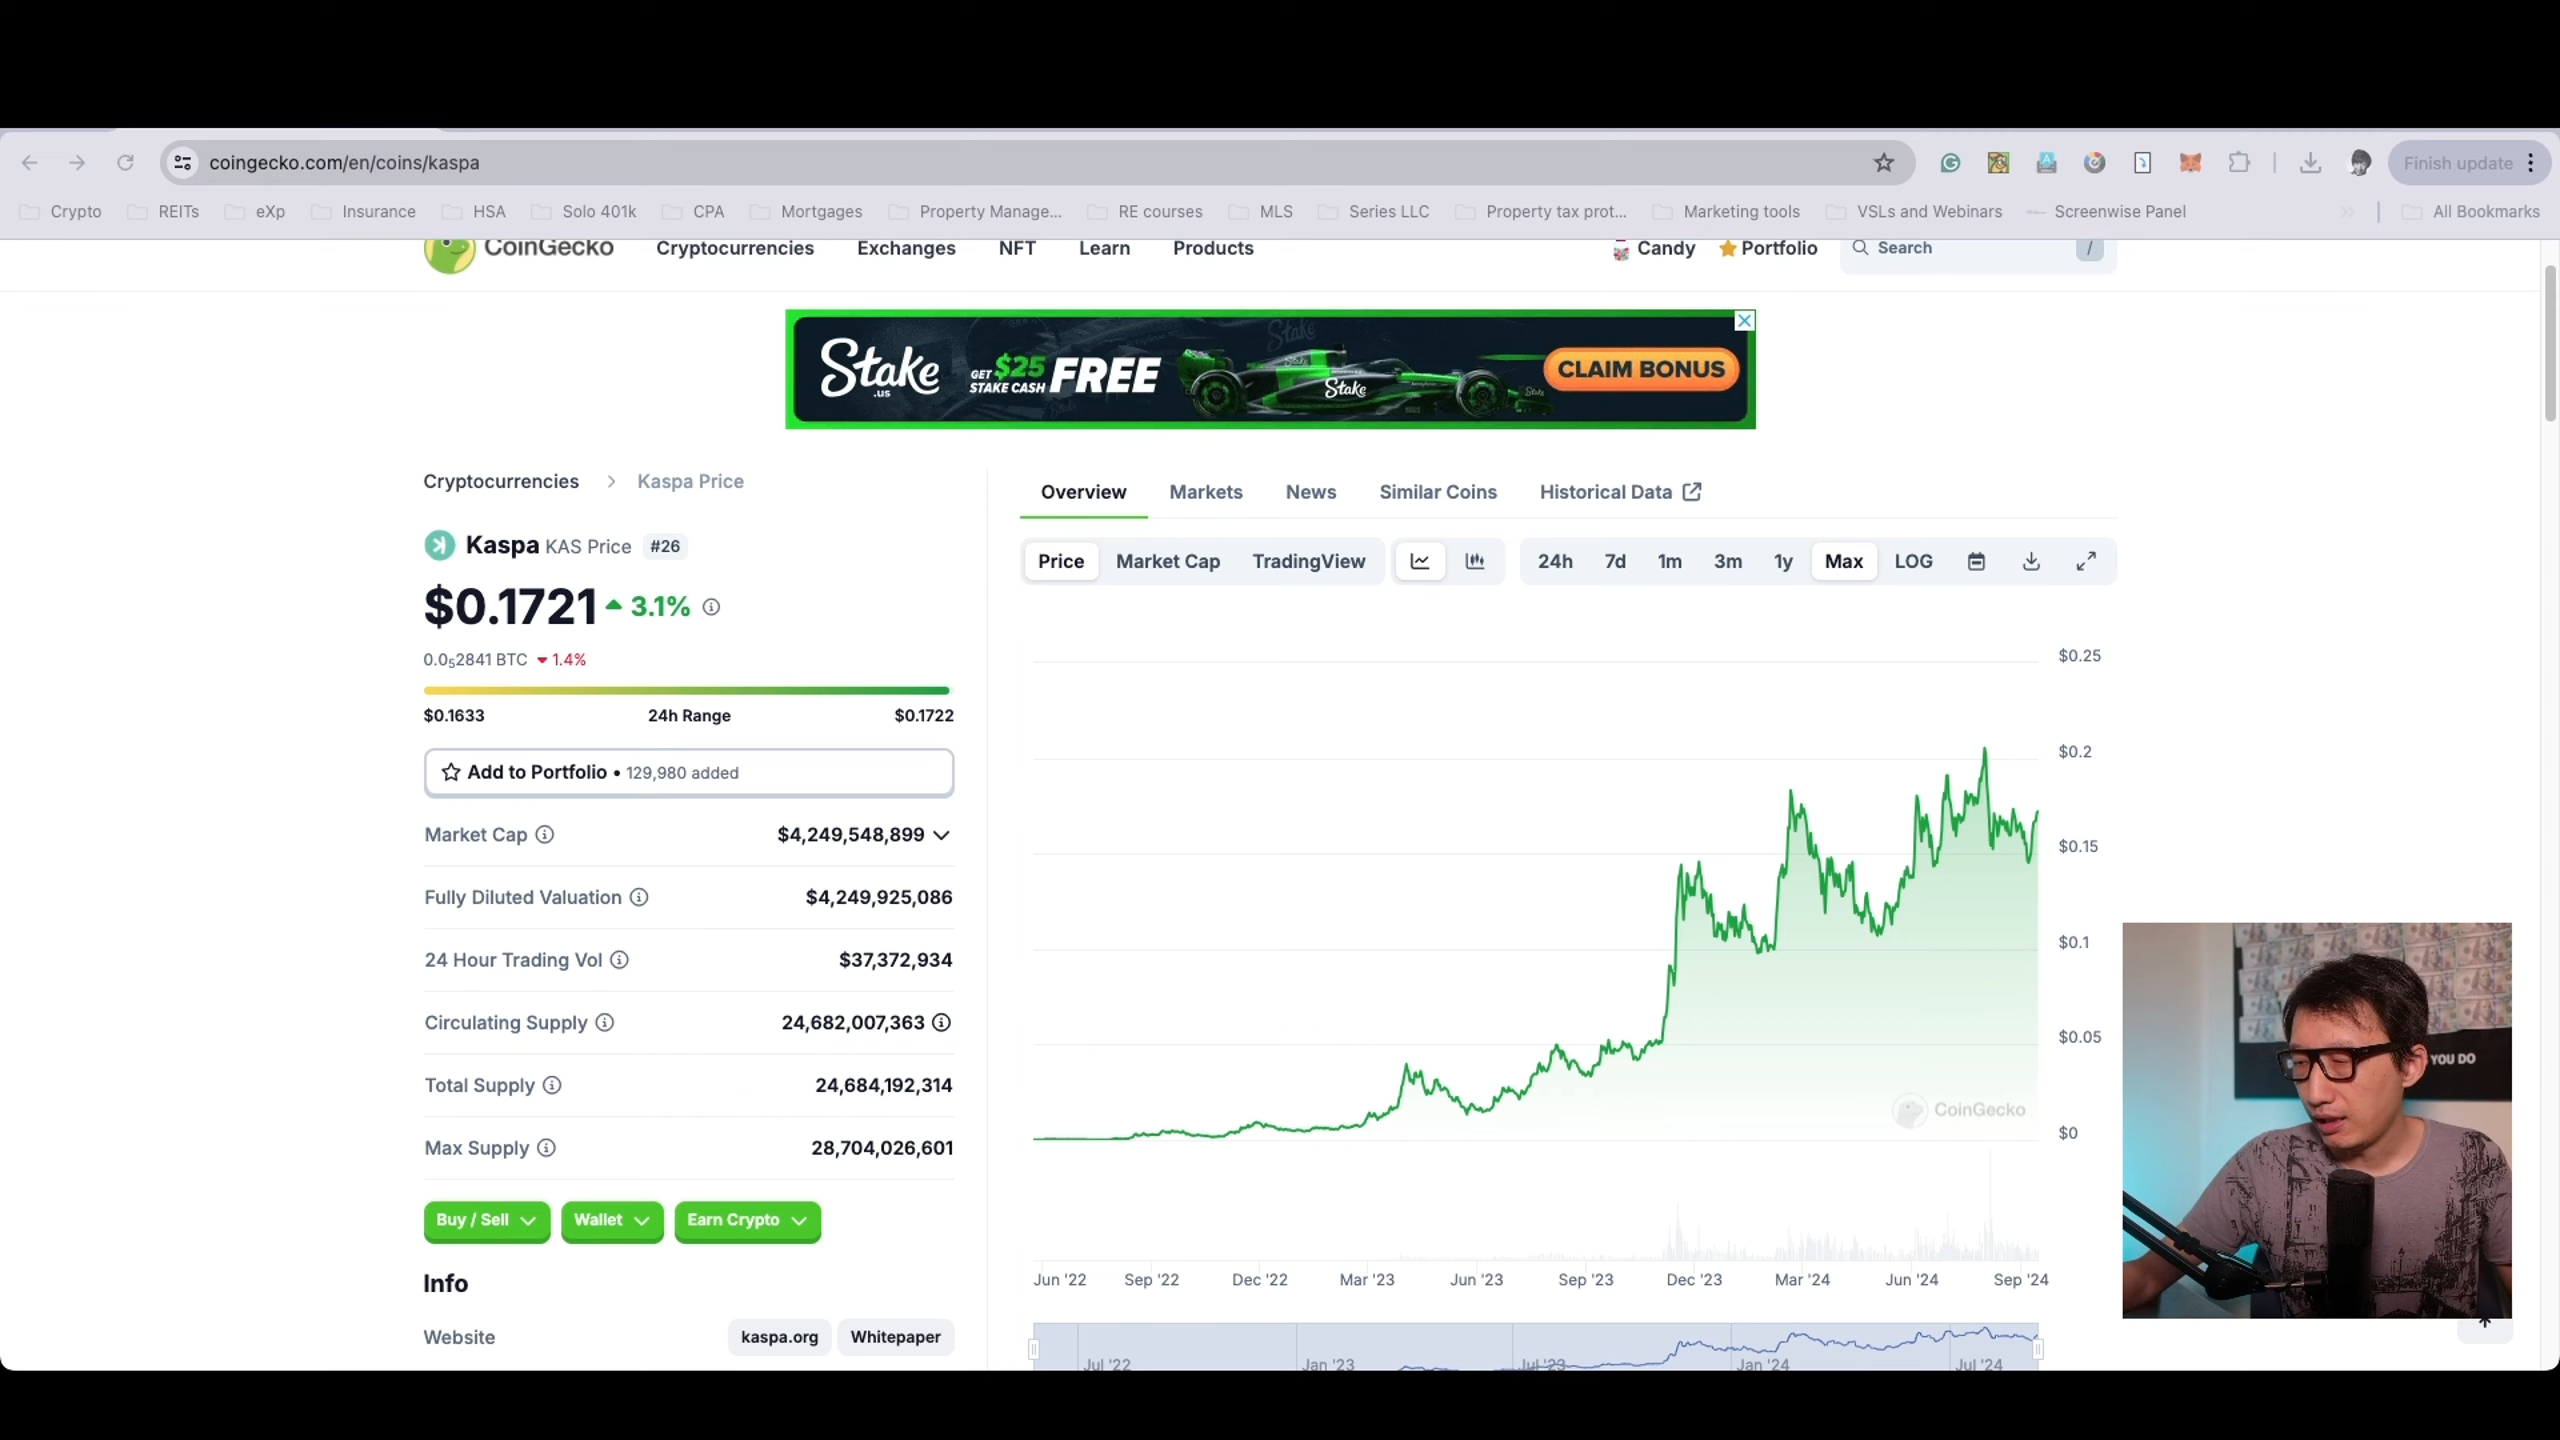 coingecko.com/en/coins/kaspa
Finish update
Crypto REITs eXp Insurance HSA Solo 401k CPA Mortgages Property Manage... RE courses MLS Series LLC Property tax prot... Marketing tools VSLs and Webinars Screenwise Panel All Bookmarks
CoinGecko Cryptocurrencies Exchanges NFT Learn Products Candy Portfolio Search /
Stake
.us
GET $25
STAKE CASH
FREE
Stake
Stake
CLAIM BONUS
Cryptocurrencies > Kaspa Price
Kaspa KAS Price #26
$0.1721 3.1%
0.0₅2841 BTC 1.4%
$0.1633 24h Range $0.1722
Add to Portfolio • 129,980 added
Market Cap $4,249,548,899
Fully Diluted Valuation $4,249,925,086
24 Hour Trading Vol $37,372,934
Circulating Supply 24,682,007,363
Total Supply 24,684,192,314
Max Supply 28,704,026,601
Buy / Sell Wallet Earn Crypto
Info
Website kaspa.org Whitepaper
Overview Markets News Similar Coins Historical Data
Price Market Cap TradingView 24h 7d 1m 3m 1y Max LOG
$0.25
$0.2
$0.15
$0.1
$0.05
$0
CoinGecko
Jun '22 Sep '22 Dec '22 Mar '23 Jun '23 Sep '23 Dec '23 Mar '24 Jun '24 Sep '24
Jul '22 Jan '23 Jul '23 Jan '24 Jul '24
YOU DO